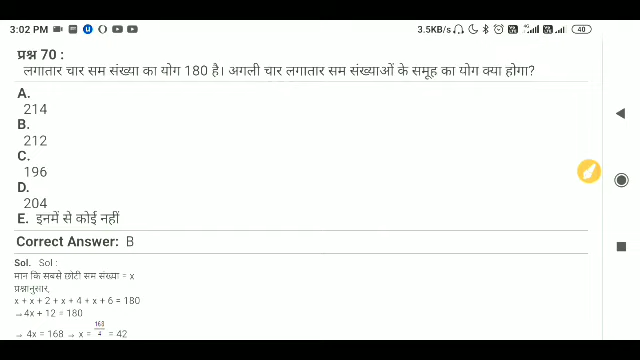 3:02 PM
3.5KB/s 40
प्रश्न 70 :
लगातार चार सम संख्या का योग 180 है। अगली चार लगातार सम संख्याओं के समूह का योग क्या होगा?
A.
214
B.
212
C.
196
D.
204
E. इनमें से कोई नहीं
Correct Answer: B
Sol. Sol :
मान कि सबसे छोटी सम संख्या = x
प्रश्नानुसार,
x + x + 2 + x + 4 + x + 6 = 180
→4x + 12 = 180
→ 4x = 168 → x = 168/4 = 42